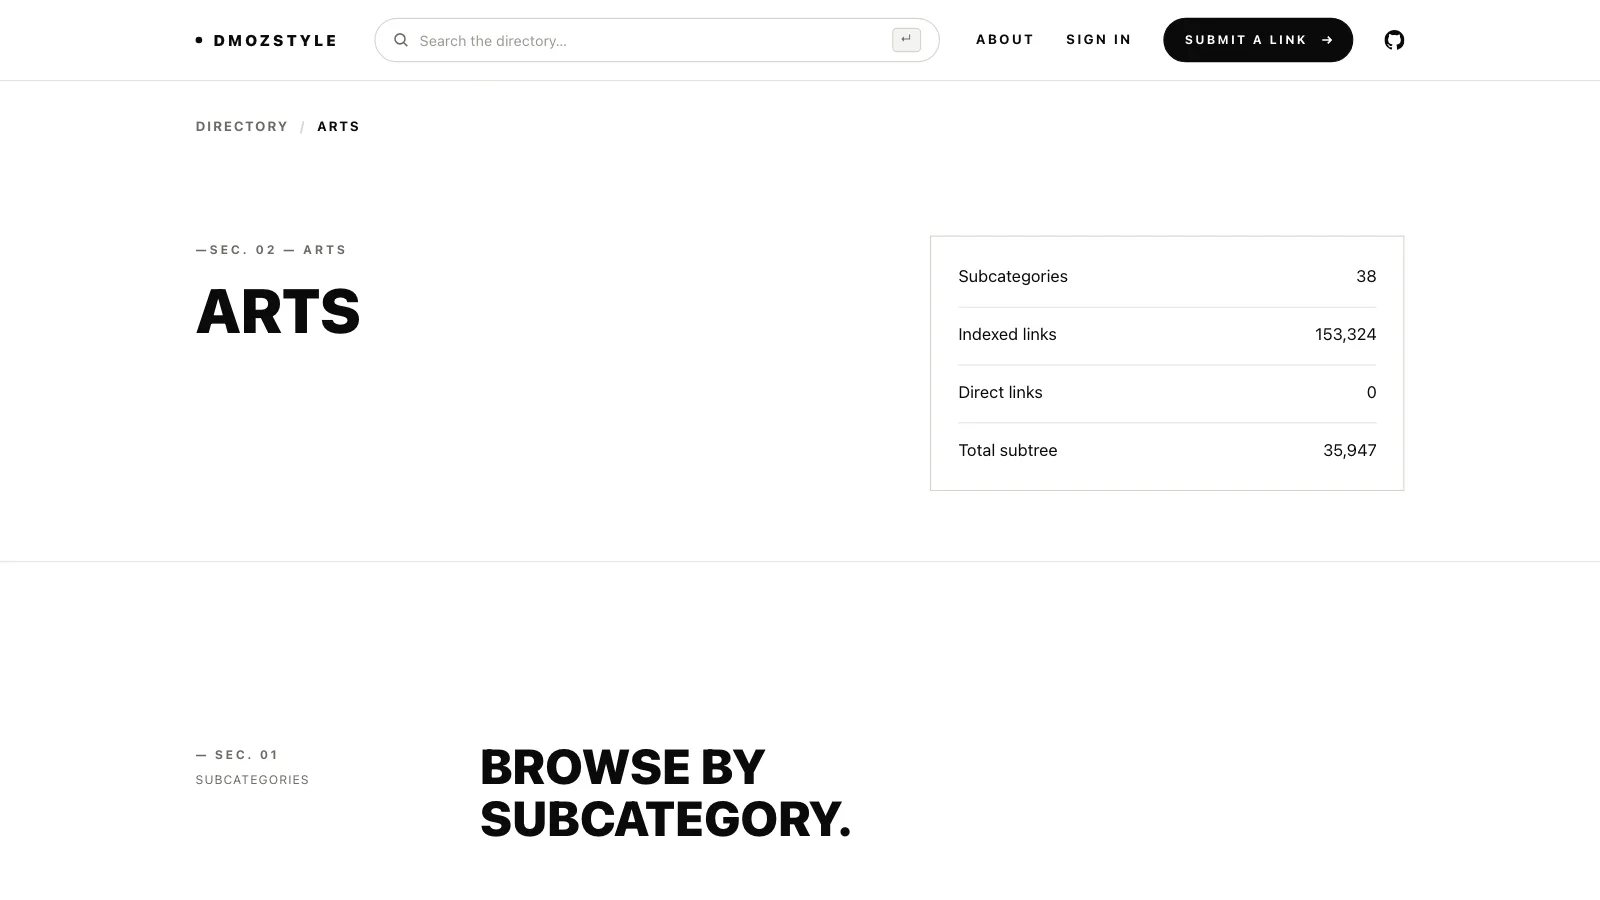 DMOZSTYLE
Search the directory...
ABOUT
SIGN IN
SUBMIT A LINK →
DIRECTORY / ARTS
—SEC. 02 — ARTS
ARTS
Subcategories 38
Indexed links 153,324
Direct links 0
Total subtree 35,947
— SEC. 01
SUBCATEGORIES
BROWSE BY
SUBCATEGORY.